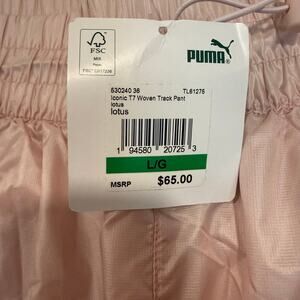 FSC
MIX
PUMA
530240 36
TL61275
Iconic T7 Woven Track Pant
lotus
lotus
1 94580 20725 3
L/G
MSRP $65.00